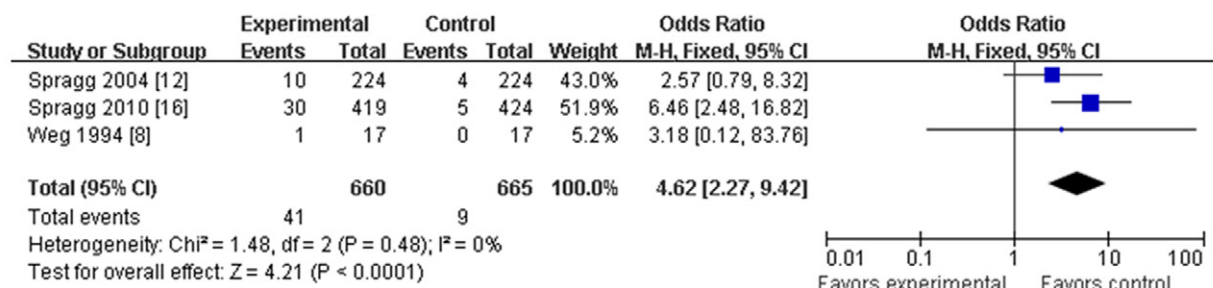 Experimental Control Odds Ratio Odds Ratio
Study or Subgroup Events Total Events Total Weight M-H, Fixed, 95% CI M-H, Fixed, 95% CI
Spragg 2004 [12] 10 224 4 224 43.0% 2.57 [0.79, 8.32]
Spragg 2010 [16] 30 419 5 424 51.9% 6.46 [2.48, 16.82]
Weg 1994 [8] 1 17 0 17 5.2% 3.18 [0.12, 83.76]
Total (95% CI) 660 665 100.0% 4.62 [2.27, 9.42]
Total events 41 9
Heterogeneity: Chi² = 1.48, df = 2 (P = 0.48); I² = 0%
Test for overall effect: Z = 4.21 (P < 0.0001)
0.01 0.1 1 10 100
Favors experimental Favors control